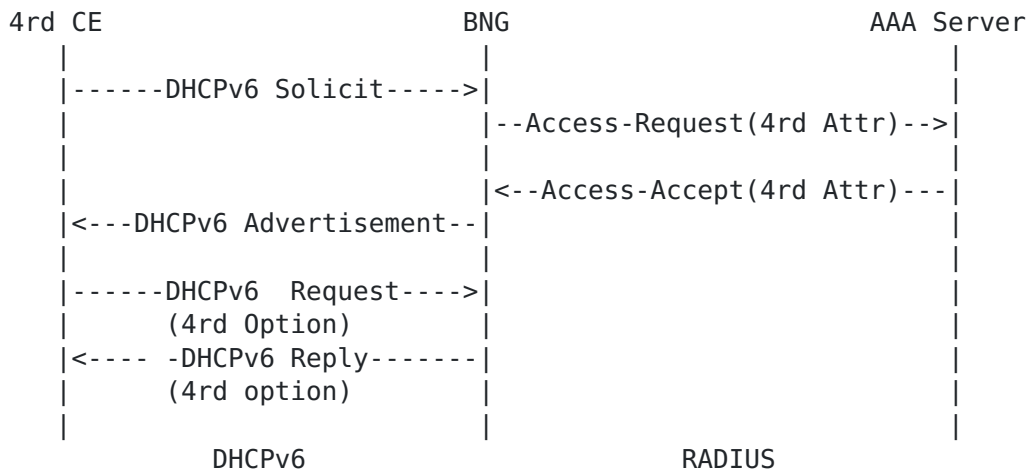 4rd CE BNG AAA Server
------DHCPv6 Solicit----->
--Access-Request(4rd Attr)-->
<--Access-Accept(4rd Attr)---
<---DHCPv6 Advertisement--
------DHCPv6  Request---->
(4rd Option)
<---- -DHCPv6 Reply-------
(4rd option)
DHCPv6 RADIUS